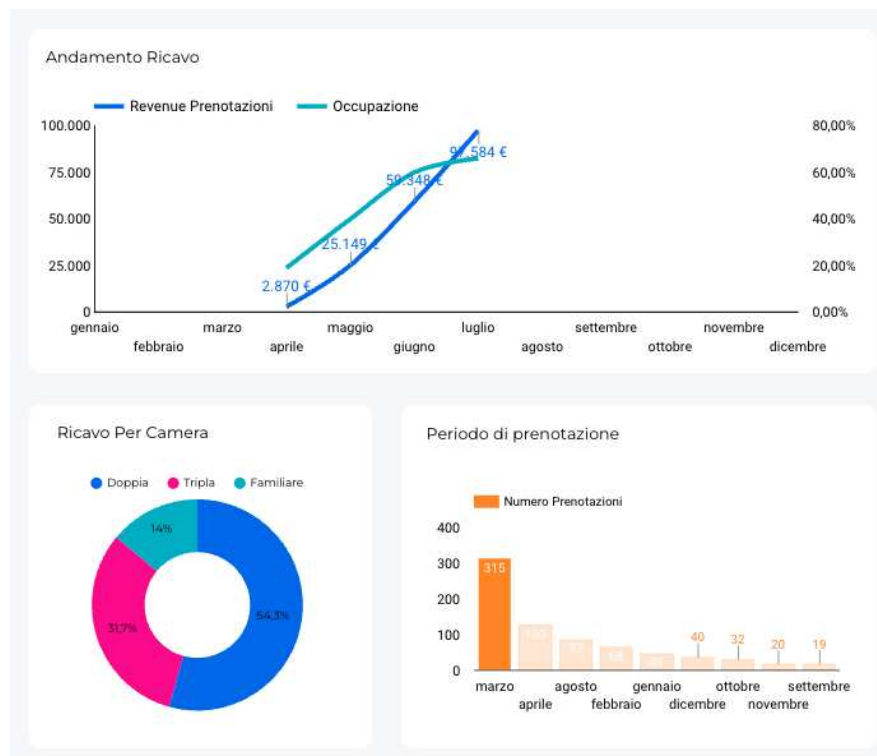 Andamento Ricavo
Revenue Prenotazioni Occupazione
100.000 80,00%
97.584 €
75.000 60,00%
59.348 €
50.000 40,00%
25.149 €
25.000 20,00%
2.870 €
0 0,00%
gennaio marzo maggio luglio settembre novembre
febbraio aprile giugno agosto ottobre dicembre
Ricavo Per Camera
Doppia Tripla Familiare
14%
54,3%
31,7%
Periodo di prenotazione
Numero Prenotazioni
400
300
315
200
100
40 32 20 19
0
marzo agosto gennaio ottobre settembre
aprile febbraio dicembre novembre